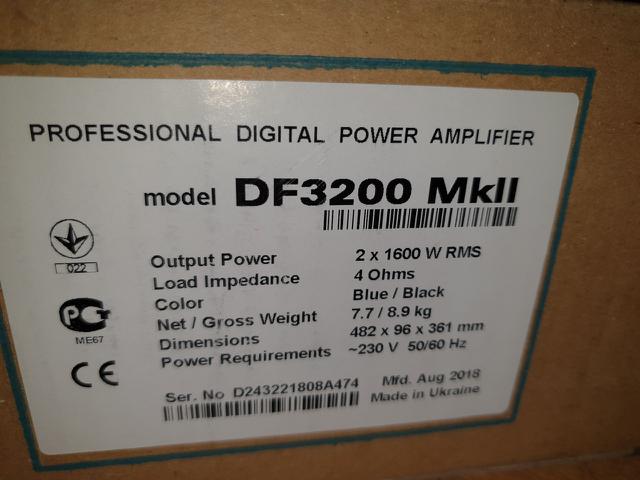 PROFESSIONAL DIGITAL POWER AMPLIFIER
model DF3200 MkII
Output Power 2 x 1600 W RMS
Load Impedance 4 Ohms
Color Blue / Black
Net / Gross Weight 7.7 / 8.9 kg
Dimensions 482 x 96 x 361 mm
Power Requirements ~230 V 50/60 Hz
022
РСТ
ME67
CE
Ser. No D243221808A474 Mfd. Aug 2018
Made in Ukraine